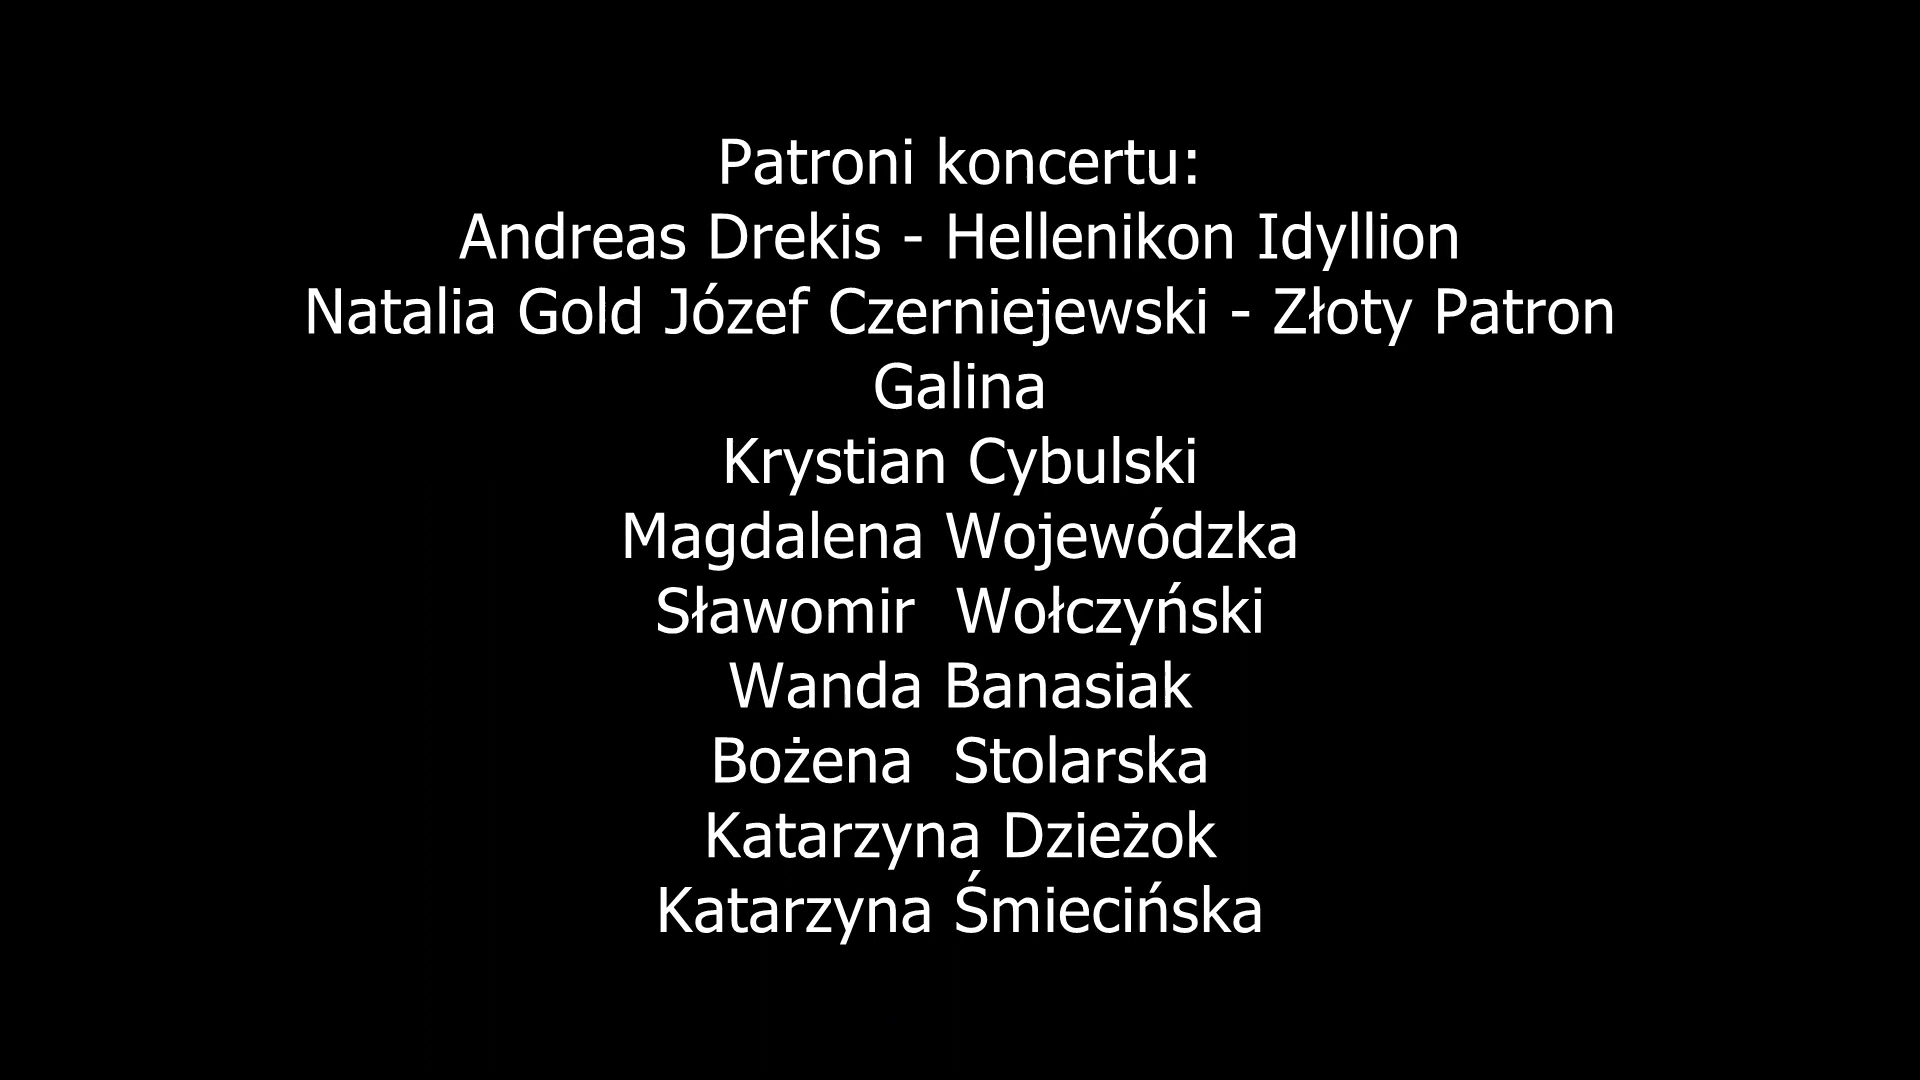 Patroni koncertu:
Andreas Drekis - Hellenikon Idyllion
Natalia Gold Józef Czerniejewski - Złoty Patron
Galina
Krystian Cybulski
Magdalena Wojewódzka
Sławomir  Wołczyński
Wanda Banasiak
Bożena  Stolarska
Katarzyna Dzieżok
Katarzyna Śmiecińska